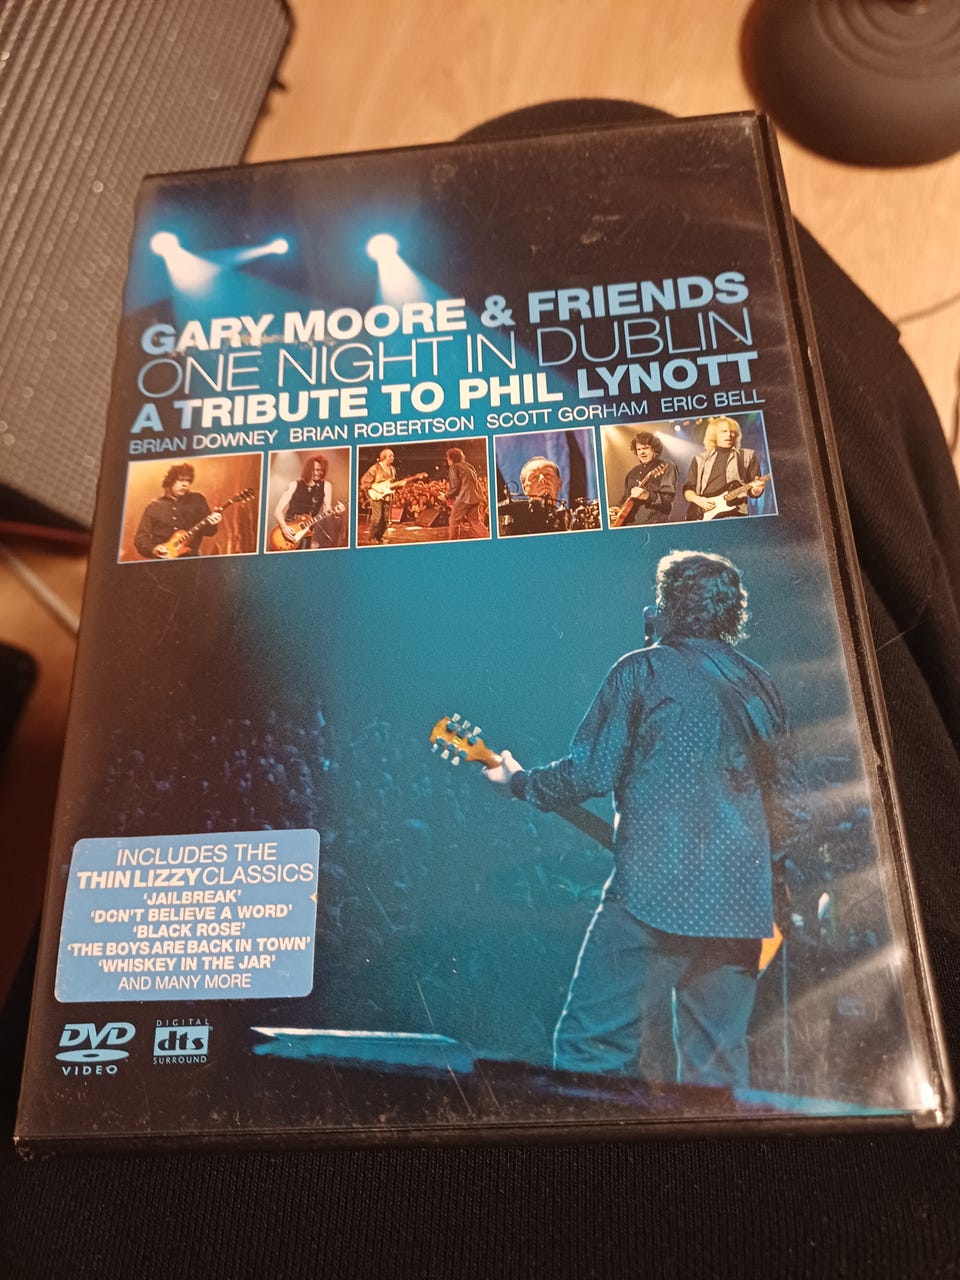 GARY MOORE & FRIENDS
ONE NIGHT IN DUBLIN
A TRIBUTE TO PHIL LYNOTT
BRIAN DOWNEY BRIAN ROBERTSON SCOTT GORHAM ERIC BELL
INCLUDES THE
THIN LIZZY CLASSICS
'JAILBREAK'
'DON'T BELIEVE A WORD'
'BLACK ROSE'
'THE BOYS ARE BACK IN TOWN'
'WHISKEY IN THE JAR'
AND MANY MORE
DVD
VIDEO
DIGITAL
dts
SURROUND